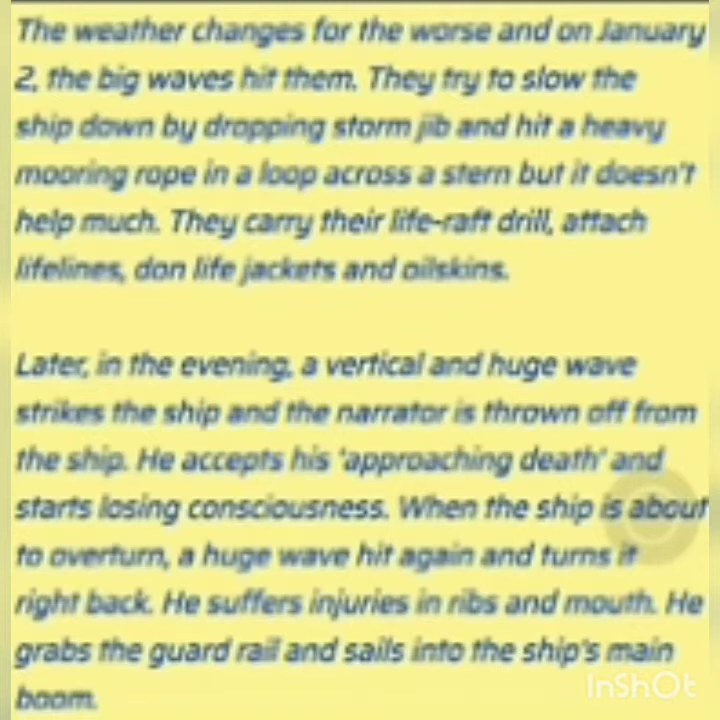 The weather changes for the worse and on January
2, the big waves hit them. They try to slow the
ship down by dropping storm jib and hit a heavy
mooring rope in a loop across a stern but it doesn't
help much. They carry their life-raft drill, attach
lifelines, don life jackets and oilskins.
Later, in the evening, a vertical and huge wave
strikes the ship and the narrator is thrown off from
the ship. He accepts his 'approaching death' and
starts losing consciousness. When the ship is about
to overturn, a huge wave hit again and turns it
right back. He suffers injuries in ribs and mouth. He
grabs the guard rail and sails into the ship's main
boom.
InShOt